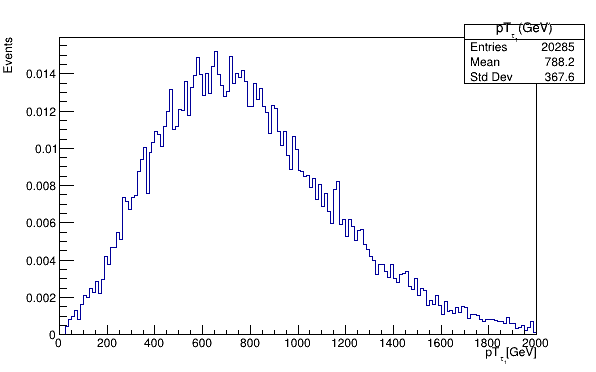 pT_τ₁(GeV)
Entries 20285
Mean 788.2
Std Dev 367.6
Events
0.014
0.012
0.01
0.008
0.006
0.004
0.002
0
0 200 400 600 800 1000 1200 1400 1600 1800 2000
pT_τ₁[GeV]